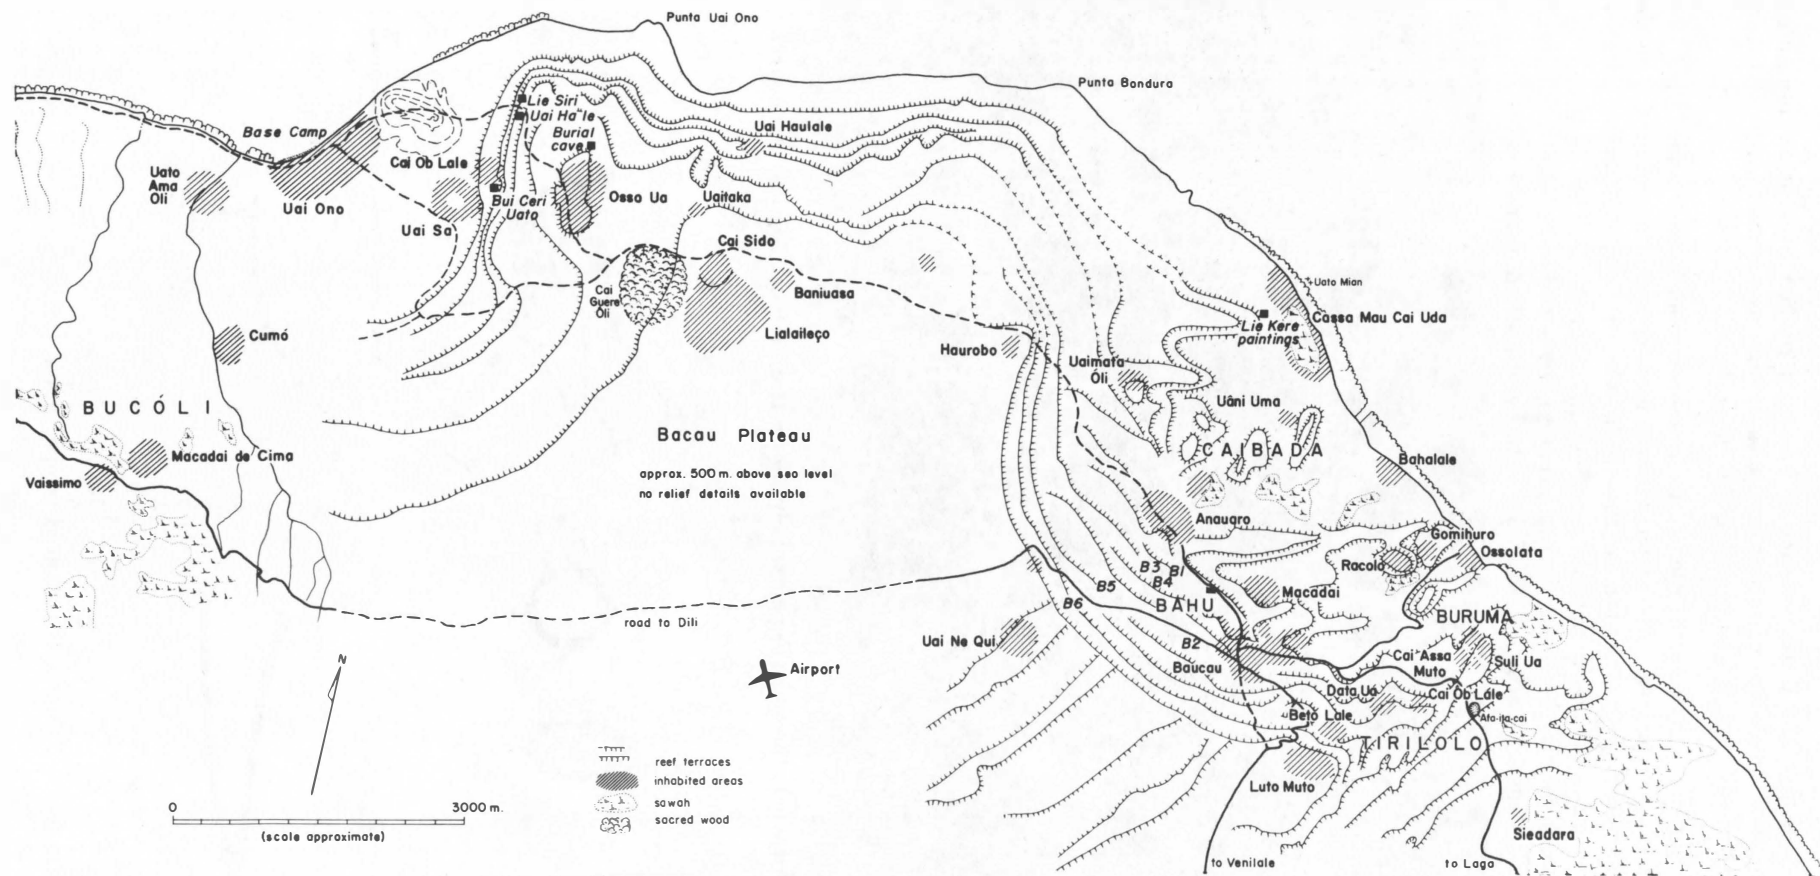 Punta Uai Ono
Punta Bondura
Base Camp
Lie Siri
Uai Ha"le
Burial
cave
Uai Haulale
Cai Ob Lale
Uato
Ama
Oli
Uai Ono
Bui Ceri
Uato
Ossa Ua
Uaitaka
Uai Sa
Cai Sido
Cai
Guere
Oli
Baniuasa
+Uato Mian
Cassa Mau Cai Uda
Lie Kere
paintings
Cumó
Lialaileço
Haurobo
Uaimata
Óli
Uâni Uma
BUCÓLI
Bacau Plateau
approx. 500 m. above sea level
no relief details available
CAIBADA
Macadai de Cima
Bahalale
Vaissimo
Anauaro
Gomihuro
Ossolata
Racolo
B3
B1
B4
B5
B6
BAHU
Macadai
BURUMA
road to Dili
Uai Ne Qui
B2
Baucau
Cai Assa
Muto
Suli Ua
N
Airport
Data Ua
Cai Ob Lále
Betó Lale
Afa-ita-cai
TIRILOLO
reef terraces
inhabited areas
sawah
sacred wood
Luto Muto
0
3000 m.
(scale approximate)
Sieadara
to Venilale
to Laga